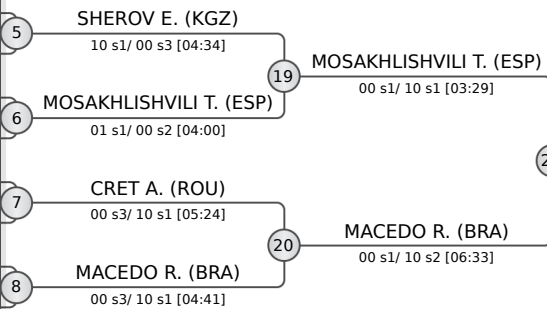 SHEROV E. (KGZ)
5
10 s1/ 00 s3 [04:34]
MOSAKHLISHVILI T. (ESP)
19
00 s1/ 10 s1 [03:29]
MOSAKHLISHVILI T. (ESP)
6
01 s1/ 00 s2 [04:00]
CRET A. (ROU)
7
00 s3/ 10 s1 [05:24]
MACEDO R. (BRA)
20
00 s1/ 10 s2 [06:33]
MACEDO R. (BRA)
8
00 s3/ 10 s1 [04:41]